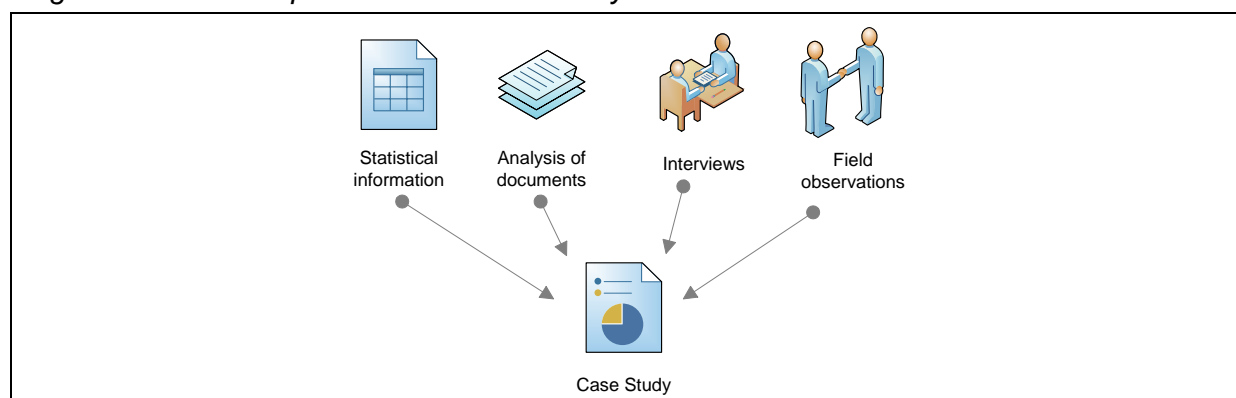 Statistical
information
Analysis of
documents
Interviews
Field
observations
Case Study